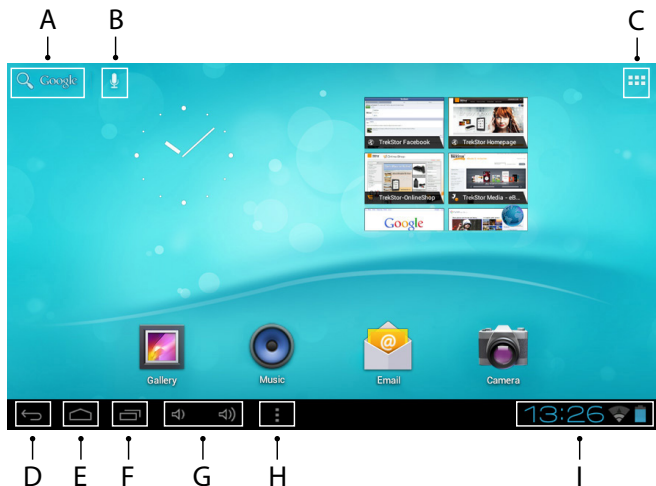 A B C
Google
TrekStor Facebook TrekStor Homepage
TrekStor-OnlineShop TrekStor Media - eB...
Google
Gallery Music Email Camera
13:26
D E F G H I